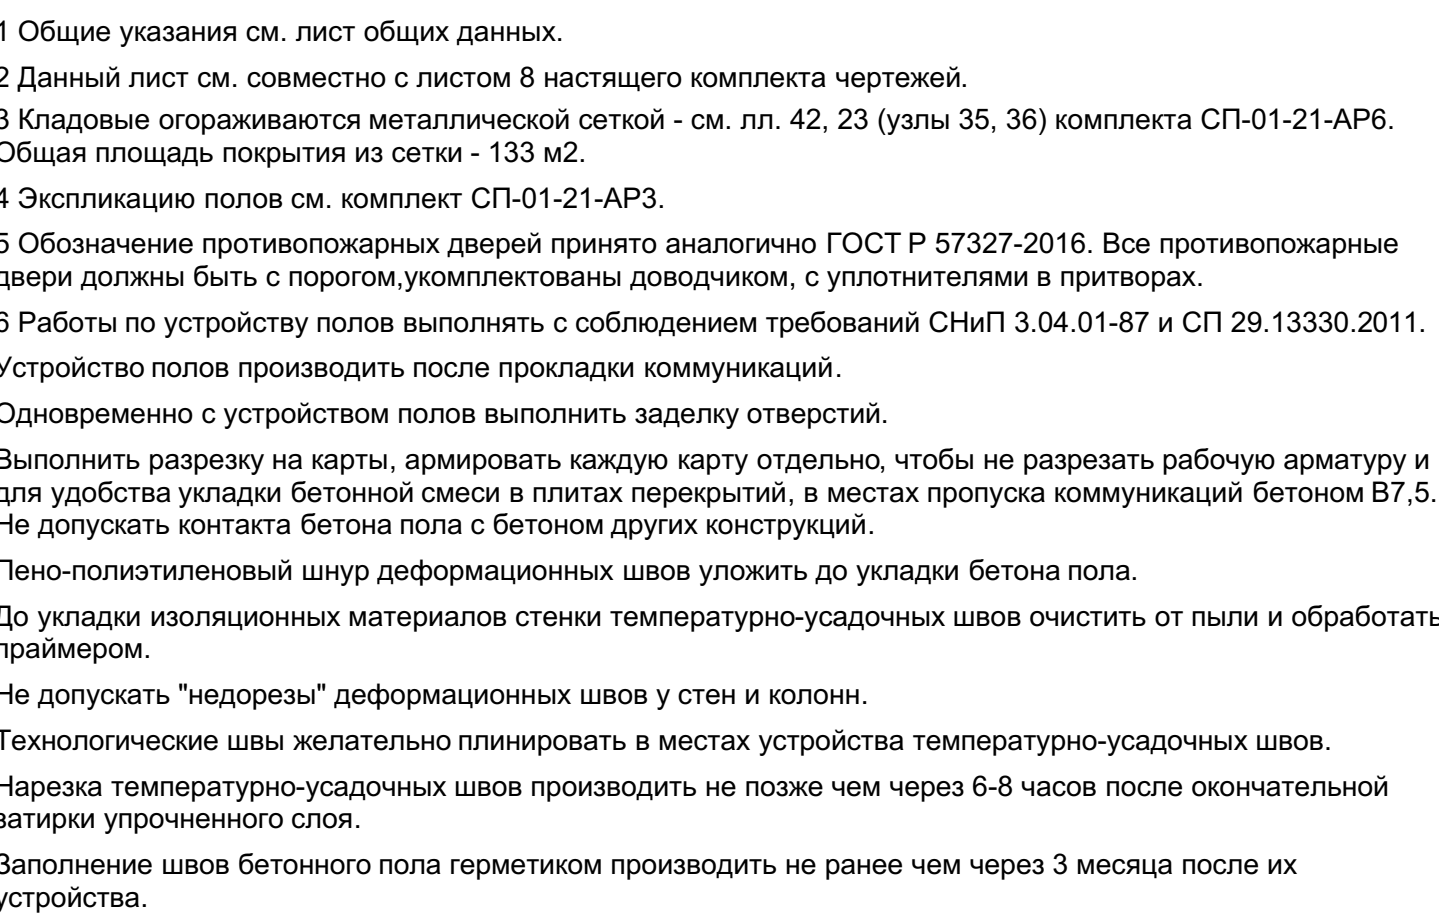 1 Общие указания см. лист общих данных.
2 Данный лист см. совместно с листом 8 настящего комплекта чертежей.
3 Кладовые огораживаются металлической сеткой - см. лл. 42, 23 (узлы 35, 36) комплекта СП-01-21-АР6.
Общая площадь покрытия из сетки - 133 м2.
4 Экспликацию полов см. комплект СП-01-21-АР3.
5 Обозначение противопожарных дверей принято аналогично ГОСТ Р 57327-2016. Все противопожарные
двери должны быть с порогом,укомплектованы доводчиком, с уплотнителями в притворах.
6 Работы по устройству полов выполнять с соблюдением требований СНиП 3.04.01-87 и СП 29.13330.2011.
Устройство полов производить после прокладки коммуникаций.
Одновременно с устройством полов выполнить заделку отверстий.
Выполнить разрезку на карты, армировать каждую карту отдельно, чтобы не разрезать рабочую арматуру и
для удобства укладки бетонной смеси в плитах перекрытий, в местах пропуска коммуникаций бетоном В7,5.
Не допускать контакта бетона пола с бетоном других конструкций.
Пено-полиэтиленовый шнур деформационных швов уложить до укладки бетона пола.
До укладки изоляционных материалов стенки температурно-усадочных швов очистить от пыли и обработать
праймером.
Не допускать "недорезы" деформационных швов у стен и колонн.
Технологические швы желательно плинировать в местах устройства температурно-усадочных швов.
Нарезка температурно-усадочных швов производить не позже чем через 6-8 часов после окончательной
затирки упрочненного слоя.
Заполнение швов бетонного пола герметиком производить не ранее чем через 3 месяца после их
устройства.